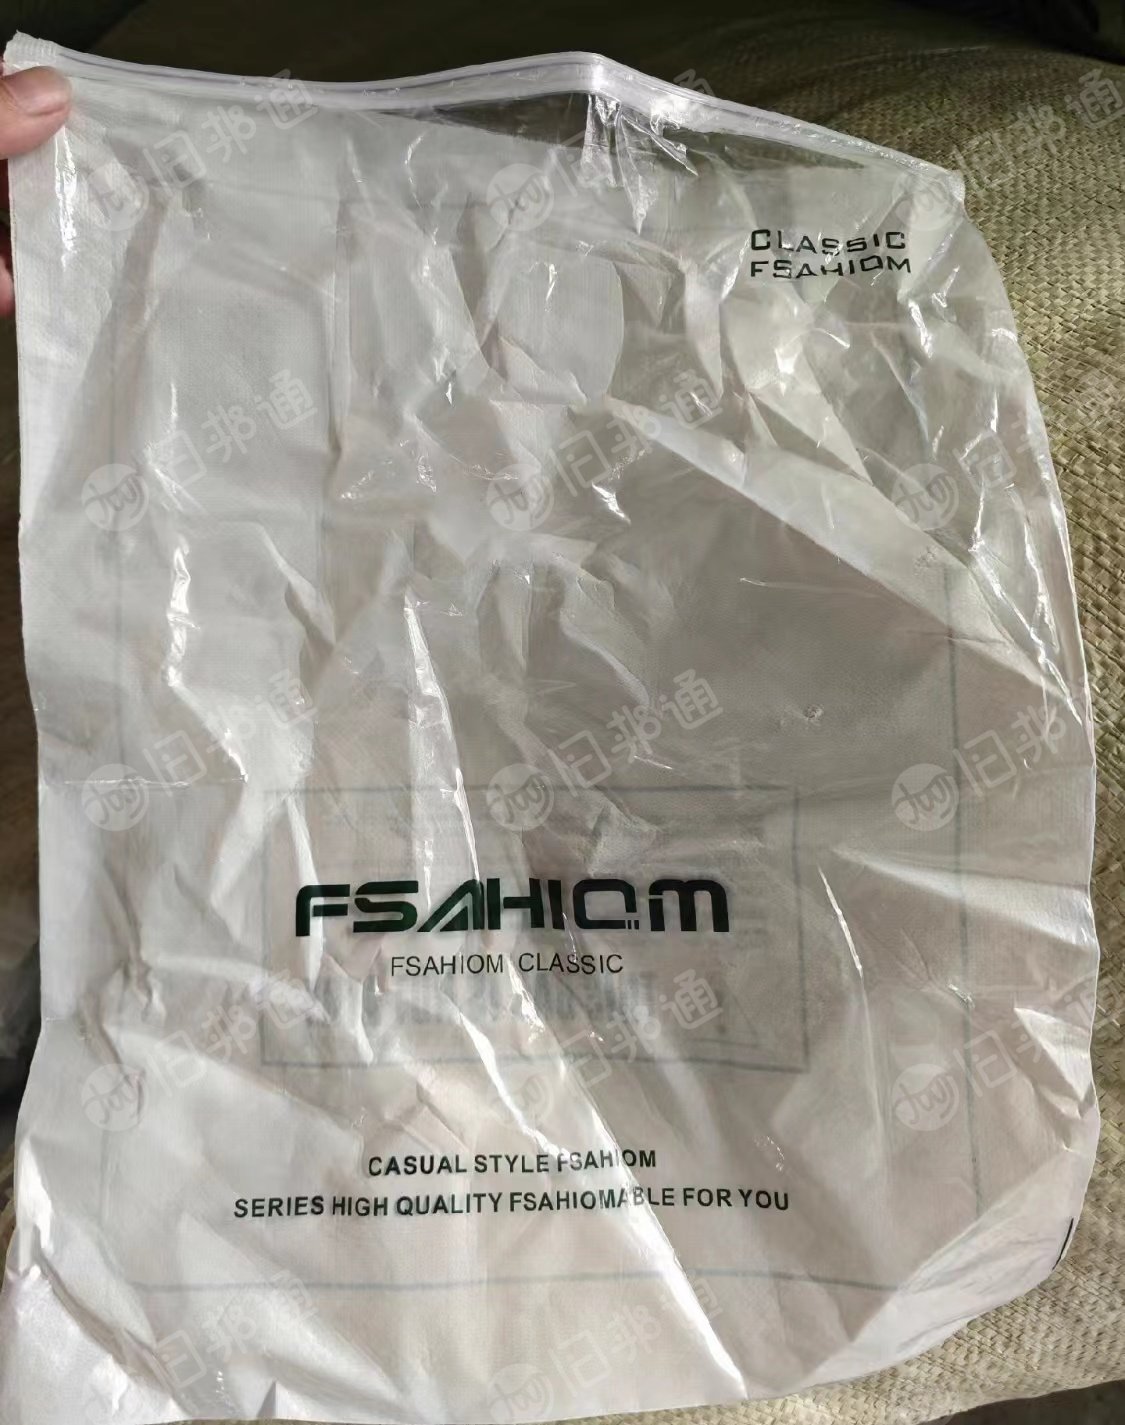 CLASSIC
FSAHIOM
FSAHIOM
FSAHIOM CLASSIC
CASUAL STYLE FSAHIOM
SERIES HIGH QUALITY FSAHIOMABLE FOR YOU
旧邦通